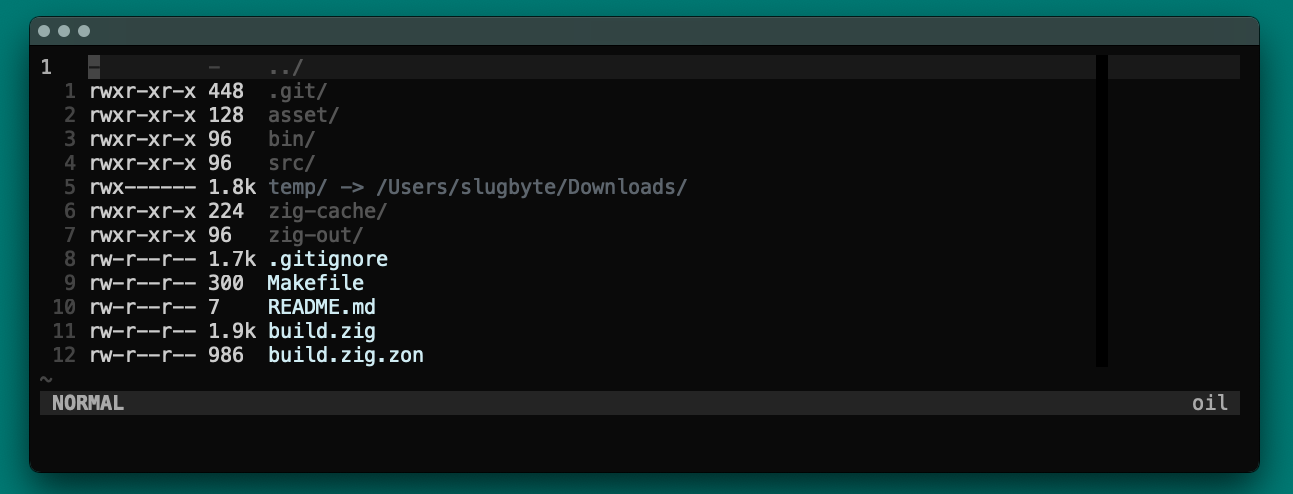 1   -         -    ../
  1 rwxr-xr-x 448  .git/
  2 rwxr-xr-x 128  asset/
  3 rwxr-xr-x 96   bin/
  4 rwxr-xr-x 96   src/
  5 rwx------ 1.8k temp/ -> /Users/slugbyte/Downloads/
  6 rwxr-xr-x 224  zig-cache/
  7 rwxr-xr-x 96   zig-out/
  8 rw-r--r-- 1.7k .gitignore
  9 rw-r--r-- 300  Makefile
 10 rw-r--r-- 7    README.md
 11 rw-r--r-- 1.9k build.zig
 12 rw-r--r-- 986  build.zig.zon
~
NORMAL oil